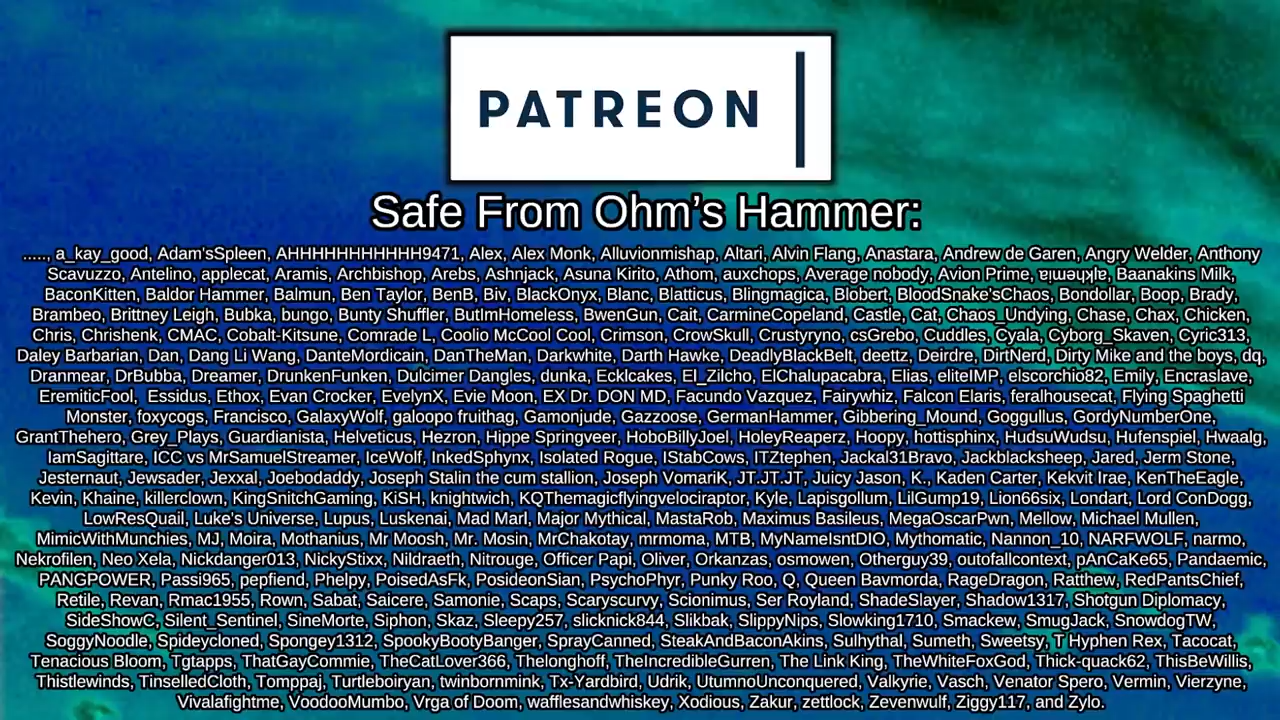 PATREON
Safe From Ohm's Hammer:
....., a_kay_good, Adam'sSpleen, AHHHHHHHHHHH9471, Alex, Alex Monk, Alluvionmishap, Altari, Alvin Flang, Anastara, Andrew de Garen, Angry Welder, Anthony
Scavuzzo, Antelino, applecat, Aramis, Archbishop, Arebs, Ashnjack, Asuna Kirito, Athom, auxchops, Average nobody, Avion Prime, Baanakins Milk,
BaconKitten, Baldor Hammer, Balmun, Ben Taylor, BenB, Biv, BlackOnyx, Blanc, Blatticus, Blingmagica, Blobert, BloodSnake'sChaos, Bondollar, Boop, Brady,
Brambeo, Brittney Leigh, Bubka, bungo, Bunty Shuffler, ButImHomeless, BwenGun, Cait, CarmineCopeland, Castle, Cat, Chaos_Undying, Chase, Chax, Chicken,
Chris, Chrishenk, CMAC, Cobalt-Kitsune, Comrade L, Coolio McCool Cool, Crimson, CrowSkull, Crustyryno, csGrebo, Cuddles, Cyala, Cyborg_Skaven, Cyric313,
Daley Barbarian, Dan, Dang Li Wang, DanteMordicain, DanTheMan, Darkwhite, Darth Hawke, DeadlyBlackBelt, deettz, Deirdre, DirtNerd, Dirty Mike and the boys, dq,
Dranmear, DrBubba, Dreamer, DrunkenFunken, Dulcimer Dangles, dunka, Ecklcakes, El_Zilcho, ElChalupacabra, Elias, eliteIMP, elscorchio82, Emily, Encraslave,
EremiticFool, Essidus, Ethox, Evan Crocker, EvelynX, Evie Moon, EX Dr. DON MD, Facundo Vazquez, Fairywhiz, Falcon Elaris, feralhousecat, Flying Spaghetti
Monster, foxycogs, Francisco, GalaxyWolf, galoopo fruithag, Gamonjude, Gazzoose, GermanHammer, Gibbering_Mound, Goggullus, GordyNumberOne,
GrantThehero, Grey_Plays, Guardianista, Helveticus, Hezron, Hippe Springveer, HoboBillyJoel, HoleyReaperz, Hoopy, hottisphinx, HudsuWudsu, Hufenspiel, Hwaalg,
IamSagittare, ICC vs MrSamuelStreamer, IceWolf, InkedSphynx, Isolated Rogue, IStabCows, ITZtephen, Jackal31Bravo, Jackblacksheep, Jared, Jerm Stone,
Jesternaut, Jewsader, Jexxal, Joebodaddy, Joseph Stalin the cum stallion, Joseph VomariK, JT.JT.JT, Juicy Jason, K., Kaden Carter, Kekvit Irae, KenTheEagle,
Kevin, Khaine, killerclown, KingSnitchGaming, KiSH, knightwich, KQThemagicflyingvelociraptor, Kyle, Lapisgollum, LilGump19, Lion66six, Londart, Lord ConDogg,
LowResQuail, Luke's Universe, Lupus, Luskenai, Mad Marl, Major Mythical, MastaRob, Maximus Basileus, MegaOscarPwn, Mellow, Michael Mullen,
MimicWithMunchies, MJ, Moira, Mothanius, Mr Moosh, Mr. Mosin, MrChakotay, mrmoma, MTB, MyNameIsntDIO, Mythomatic, Nannon_10, NARFWOLF, narmo,
Nekrofilen, Neo Xela, Nickdanger013, NickyStixx, Nildraeth, Nitrouge, Officer Papi, Oliver, Orkanzas, osmowen, Otherguy39, outofallcontext, pAnCaKe65, Pandaemic,
PANGPOWER, Passi965, pepfiend, Phelpy, PoisedAsFk, PosideonSian, PsychoPhyr, Punky Roo, Q, Queen Bavmorda, RageDragon, Ratthew, RedPantsChief,
Retile, Revan, Rmac1955, Rown, Sabat, Saicere, Samonie, Scaps, Scaryscurvy, Scionimus, Ser Royland, ShadeSlayer, Shadow1317, Shotgun Diplomacy,
SideShowC, Silent_Sentinel, SineMorte, Siphon, Skaz, Sleepy257, slicknick844, Slikbak, SlippyNips, Slowking1710, Smackew, SmugJack, SnowdogTW,
SoggyNoodle, Spideycloned, Spongey1312, SpookyBootyBanger, SprayCanned, SteakAndBaconAkins, Sulhythal, Sumeth, Sweetsy, T Hyphen Rex, Tacocat,
Tenacious Bloom, Tgtapps, ThatGayCommie, TheCatLover366, Thelonghoff, TheIncredibleGurren, The Link King, TheWhiteFoxGod, Thick-quack62, ThisBeWillis,
Thistlewinds, TinselledCloth, Tomppaj, Turtleboiryan, twinbornmink, Tx-Yardbird, Udrik, UtumnoUnconquered, Valkyrie, Vasch, Venator Spero, Vermin, Vierzyne,
Vivalafightme, VoodooMumbo, Vrga of Doom, wafflesandwhiskey, Xodious, Zakur, zettlock, Zevenwulf, Ziggy117, and Zylo.